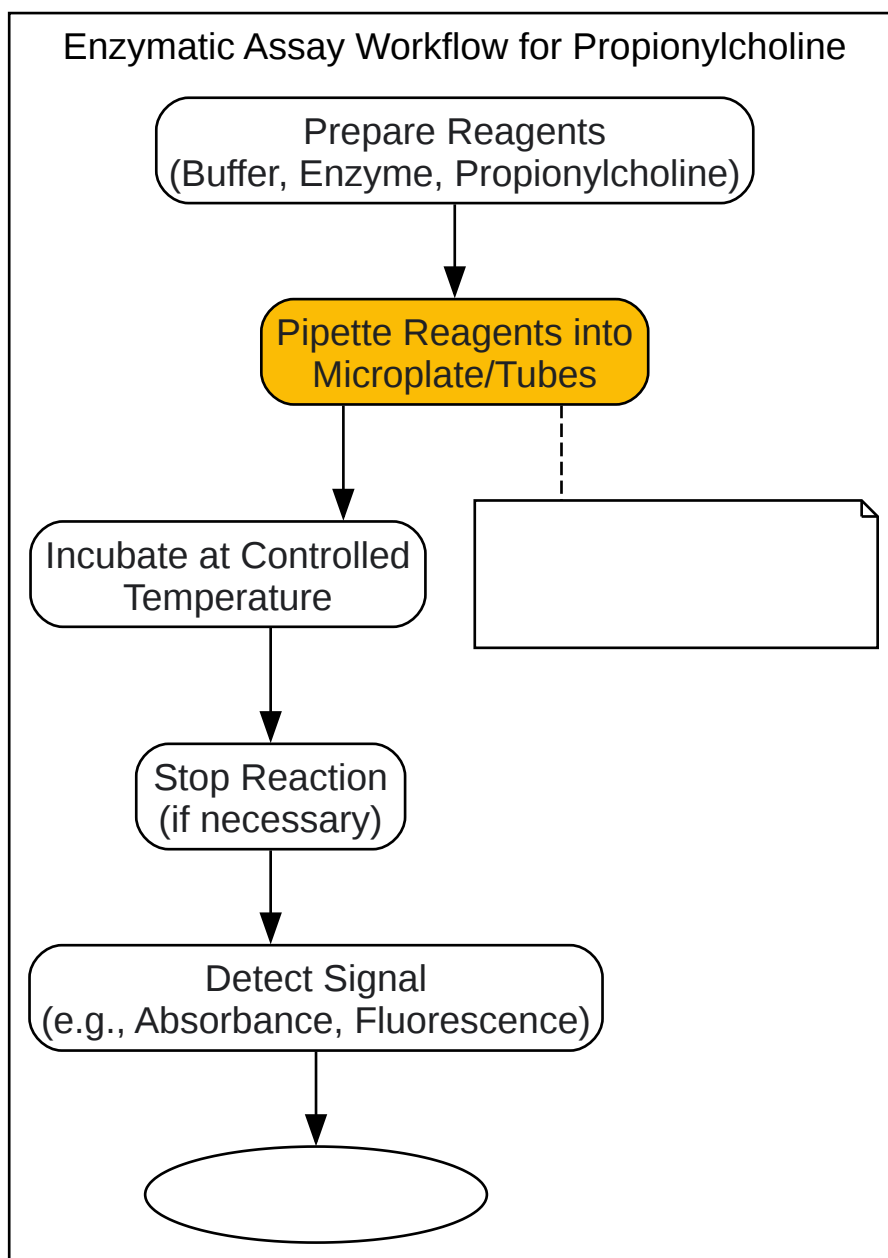 Enzymatic Assay Workflow for Propionylcholine
Prepare Reagents
(Buffer, Enzyme, Propionylcholine)
Pipette Reagents into
Microplate/Tubes
Incubate at Controlled
Temperature
Stop Reaction
(if necessary)
Detect Signal
(e.g., Absorbance, Fluorescence)